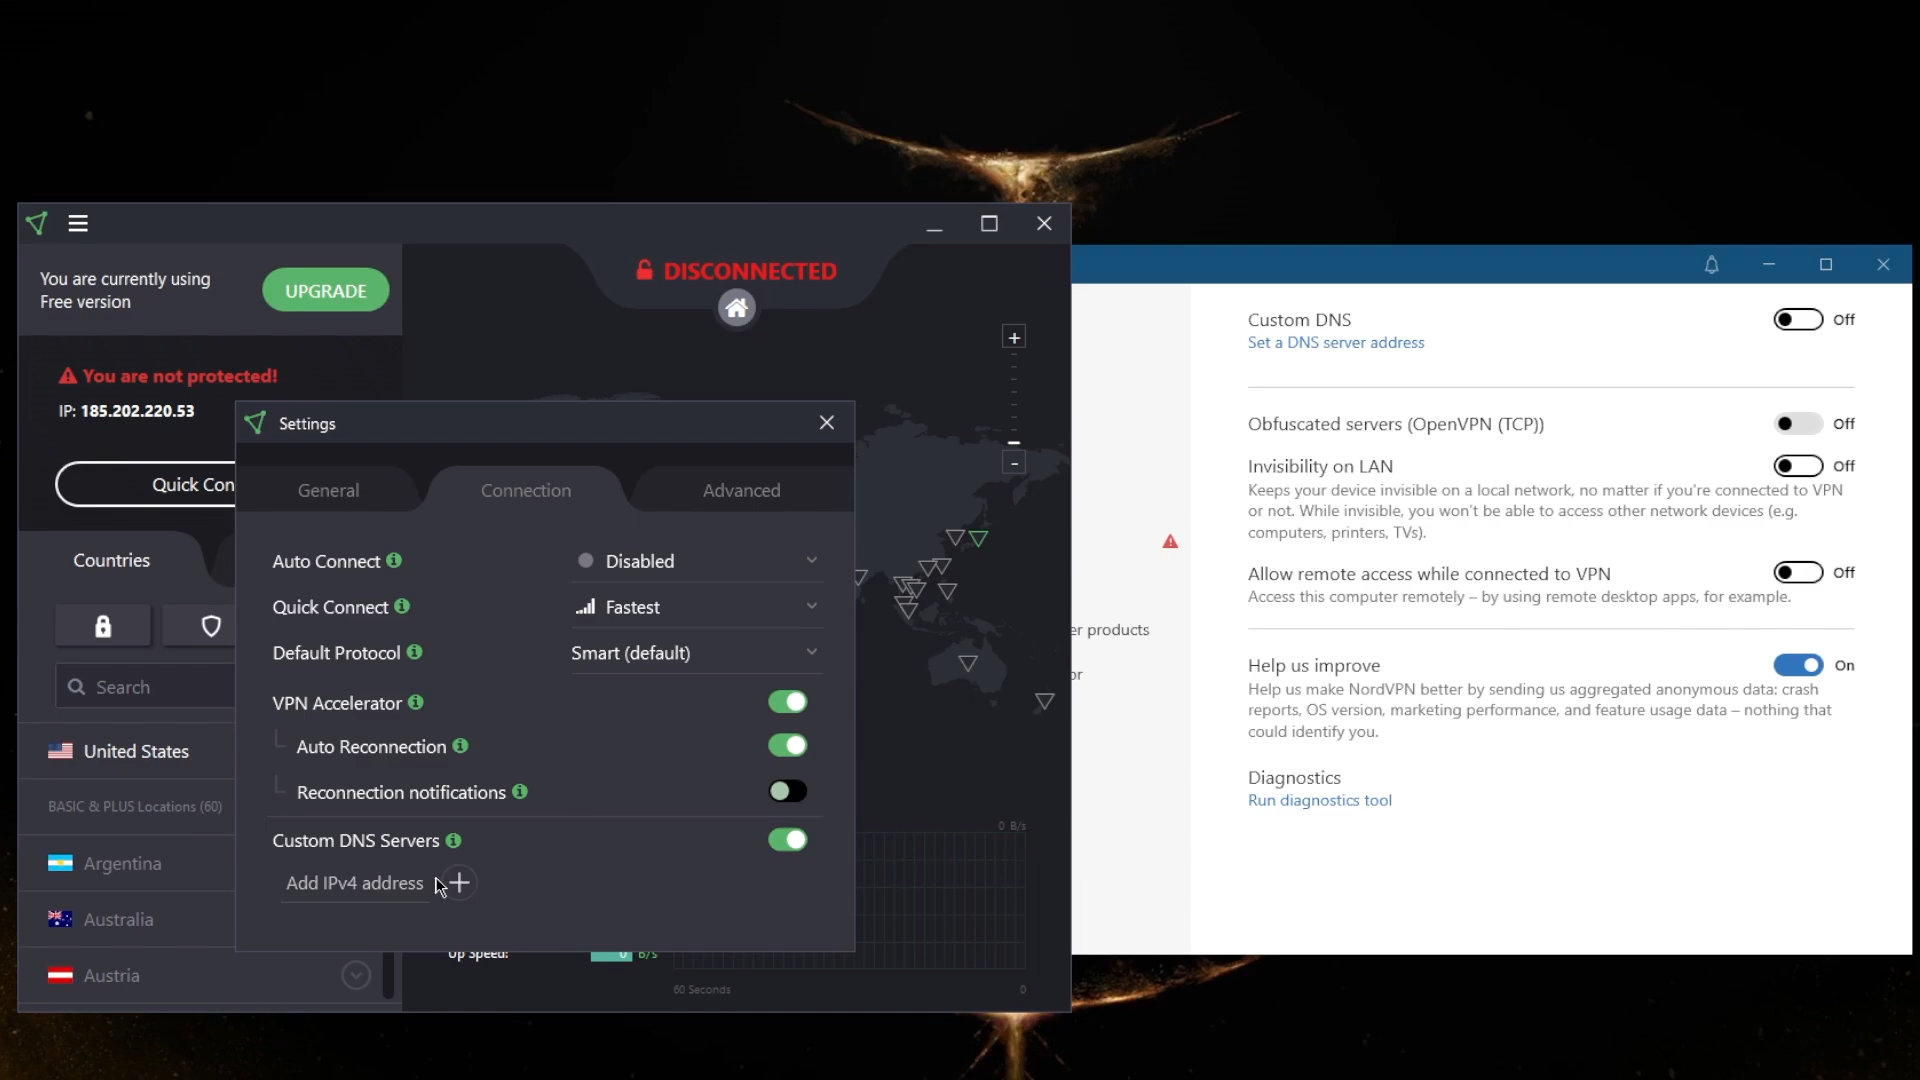 You are currently using
Free version
UPGRADE
DISCONNECTED
You are not protected!
IP: 185.202.220.53
Quick Con
Countries
Search
United States
BASIC & PLUS Locations (60)
Argentina
Australia
Austria
+
-
Settings
General
Connection
Advanced
Auto Connect
Disabled
Quick Connect
Fastest
Default Protocol
Smart (default)
VPN Accelerator
Auto Reconnection
Reconnection notifications
Custom DNS Servers
Add IPv4 address
0 B/s
Up Speed:
0 B/s
60 Seconds
0
er products
or
Custom DNS
Off
Set a DNS server address
Obfuscated servers (OpenVPN (TCP))
Off
Invisibility on LAN
Off
Keeps your device invisible on a local network, no matter if you're connected to VPN
or not. While invisible, you won't be able to access other network devices (e.g.
computers, printers, TVs).
Allow remote access while connected to VPN
Off
Access this computer remotely – by using remote desktop apps, for example.
Help us improve
On
Help us make NordVPN better by sending us aggregated anonymous data: crash
reports, OS version, marketing performance, and feature usage data – nothing that
could identify you.
Diagnostics
Run diagnostics tool